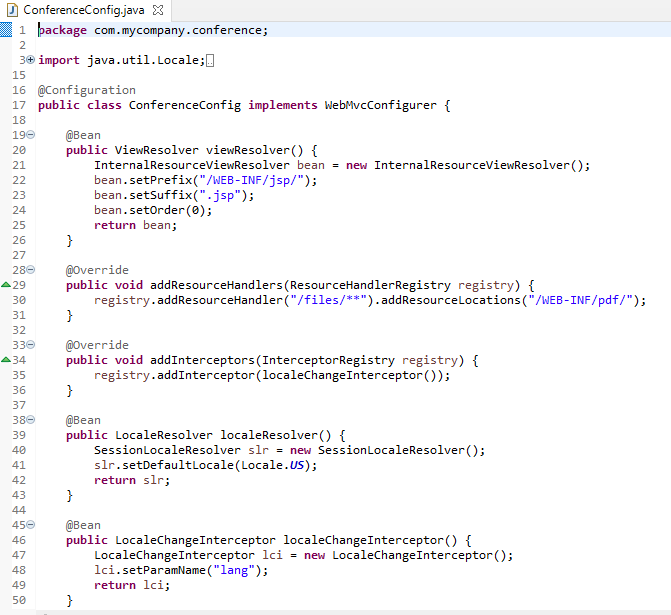 ConferenceConfig.java
1 package com.mycompany.conference;
2
3 import java.util.Locale;
15
16 @Configuration
17 public class ConferenceConfig implements WebMvcConfigurer {
18
19 @Bean
20 public ViewResolver viewResolver() {
21 InternalResourceViewResolver bean = new InternalResourceViewResolver();
22 bean.setPrefix("/WEB-INF/jsp/");
23 bean.setSuffix(".jsp");
24 bean.setOrder(0);
25 return bean;
26 }
27
28 @Override
29 public void addResourceHandlers(ResourceHandlerRegistry registry) {
30 registry.addResourceHandler("/files/**").addResourceLocations("/WEB-INF/pdf/");
31 }
32
33 @Override
34 public void addInterceptors(InterceptorRegistry registry) {
35 registry.addInterceptor(localeChangeInterceptor());
36 }
37
38 @Bean
39 public LocaleResolver localeResolver() {
40 SessionLocaleResolver slr = new SessionLocaleResolver();
41 slr.setDefaultLocale(Locale.US);
42 return slr;
43 }
44
45 @Bean
46 public LocaleChangeInterceptor localeChangeInterceptor() {
47 LocaleChangeInterceptor lci = new LocaleChangeInterceptor();
48 lci.setParamName("lang");
49 return lci;
50 }